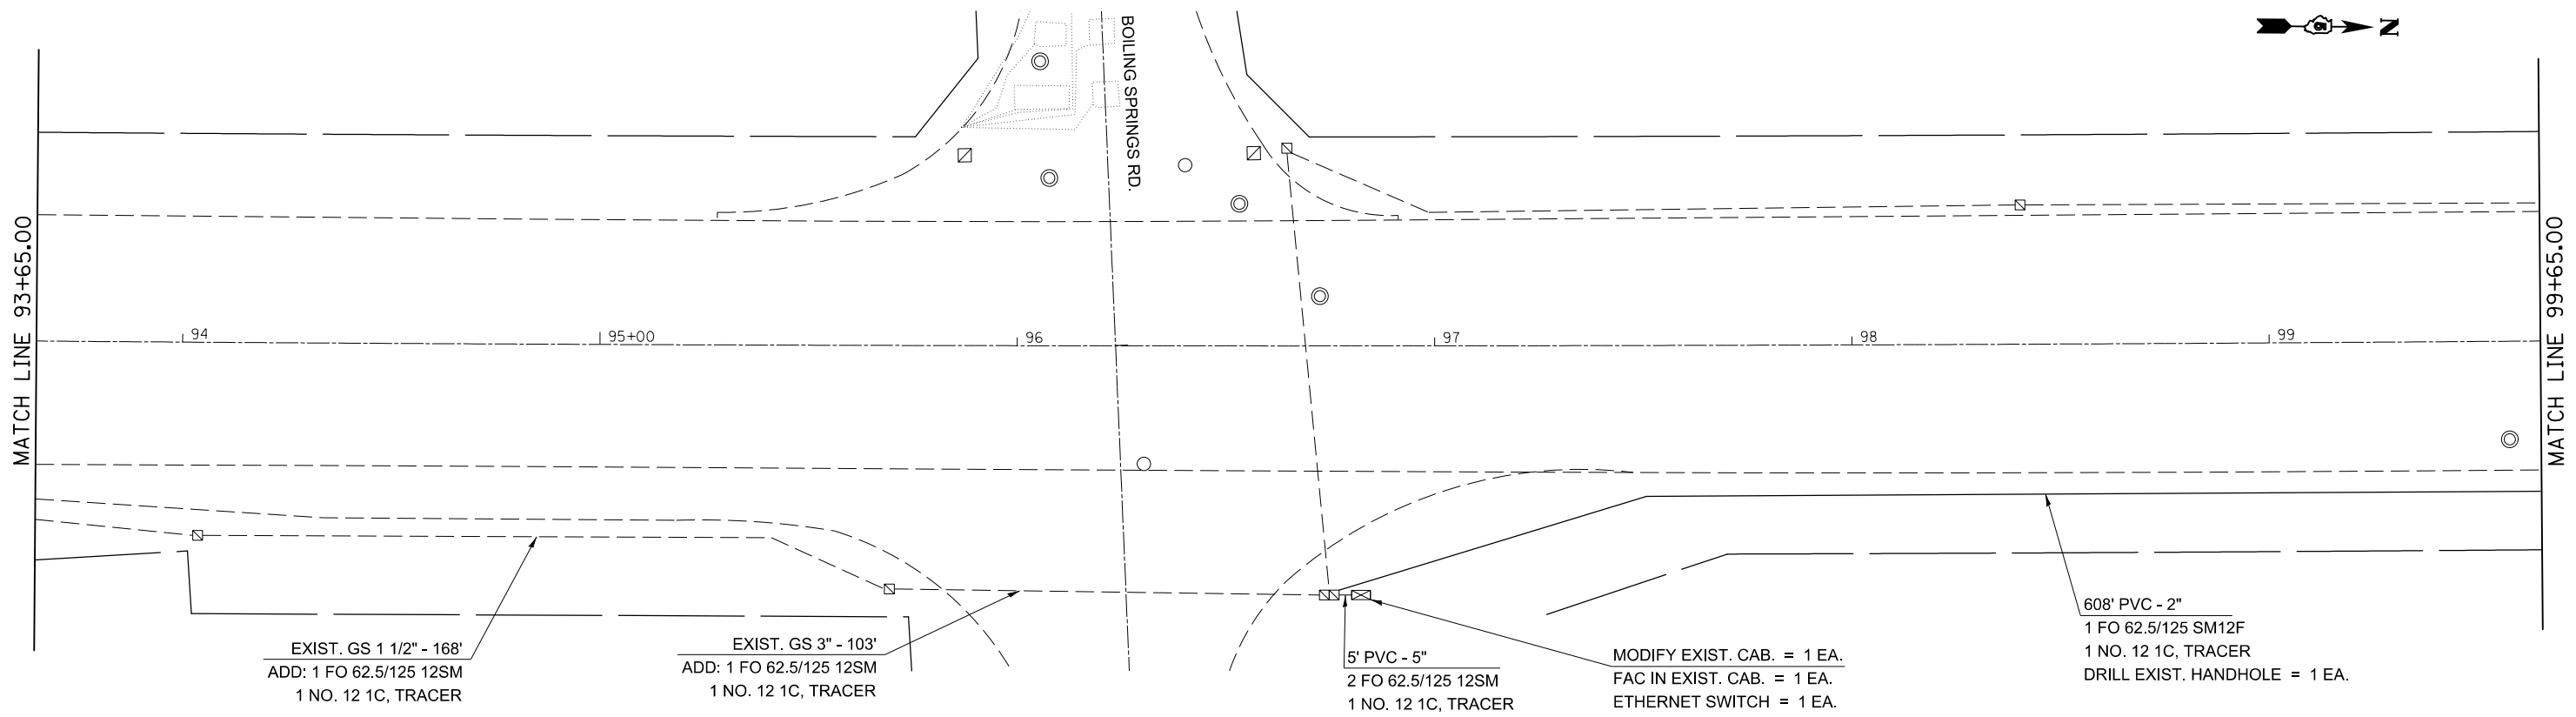 N
BOILING SPRINGS RD.
MATCH LINE 93+65.00
MATCH LINE 99+65.00
94
95+00
96
97
98
99
EXIST. GS 1 1/2" - 168'
ADD: 1 FO 62.5/125 12SM
1 NO. 12 1C, TRACER
EXIST. GS 3" - 103'
ADD: 1 FO 62.5/125 12SM
1 NO. 12 1C, TRACER
5' PVC - 5"
2 FO 62.5/125 12SM
1 NO. 12 1C, TRACER
MODIFY EXIST. CAB. = 1 EA.
FAC IN EXIST. CAB. = 1 EA.
ETHERNET SWITCH = 1 EA.
608' PVC - 2"
1 FO 62.5/125 SM12F
1 NO. 12 1C, TRACER
DRILL EXIST. HANDHOLE = 1 EA.